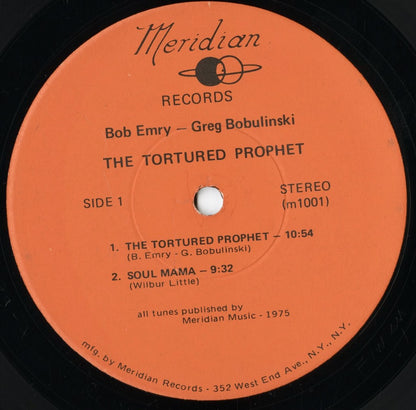 Meridian
RECORDS
Bob Emry — Greg Bobulinski
THE TORTURED PROPHET
SIDE 1
STEREO
(m1001)
1. THE TORTURED PROPHET — 10:54
(B. Emry - G. Bobulinski)
2. SOUL MAMA — 9:32
(Wilbur Little)
all tunes published by
Meridian Music - 1975
mfg. by Meridian Records - 352 West End Ave., N.Y., N.Y.